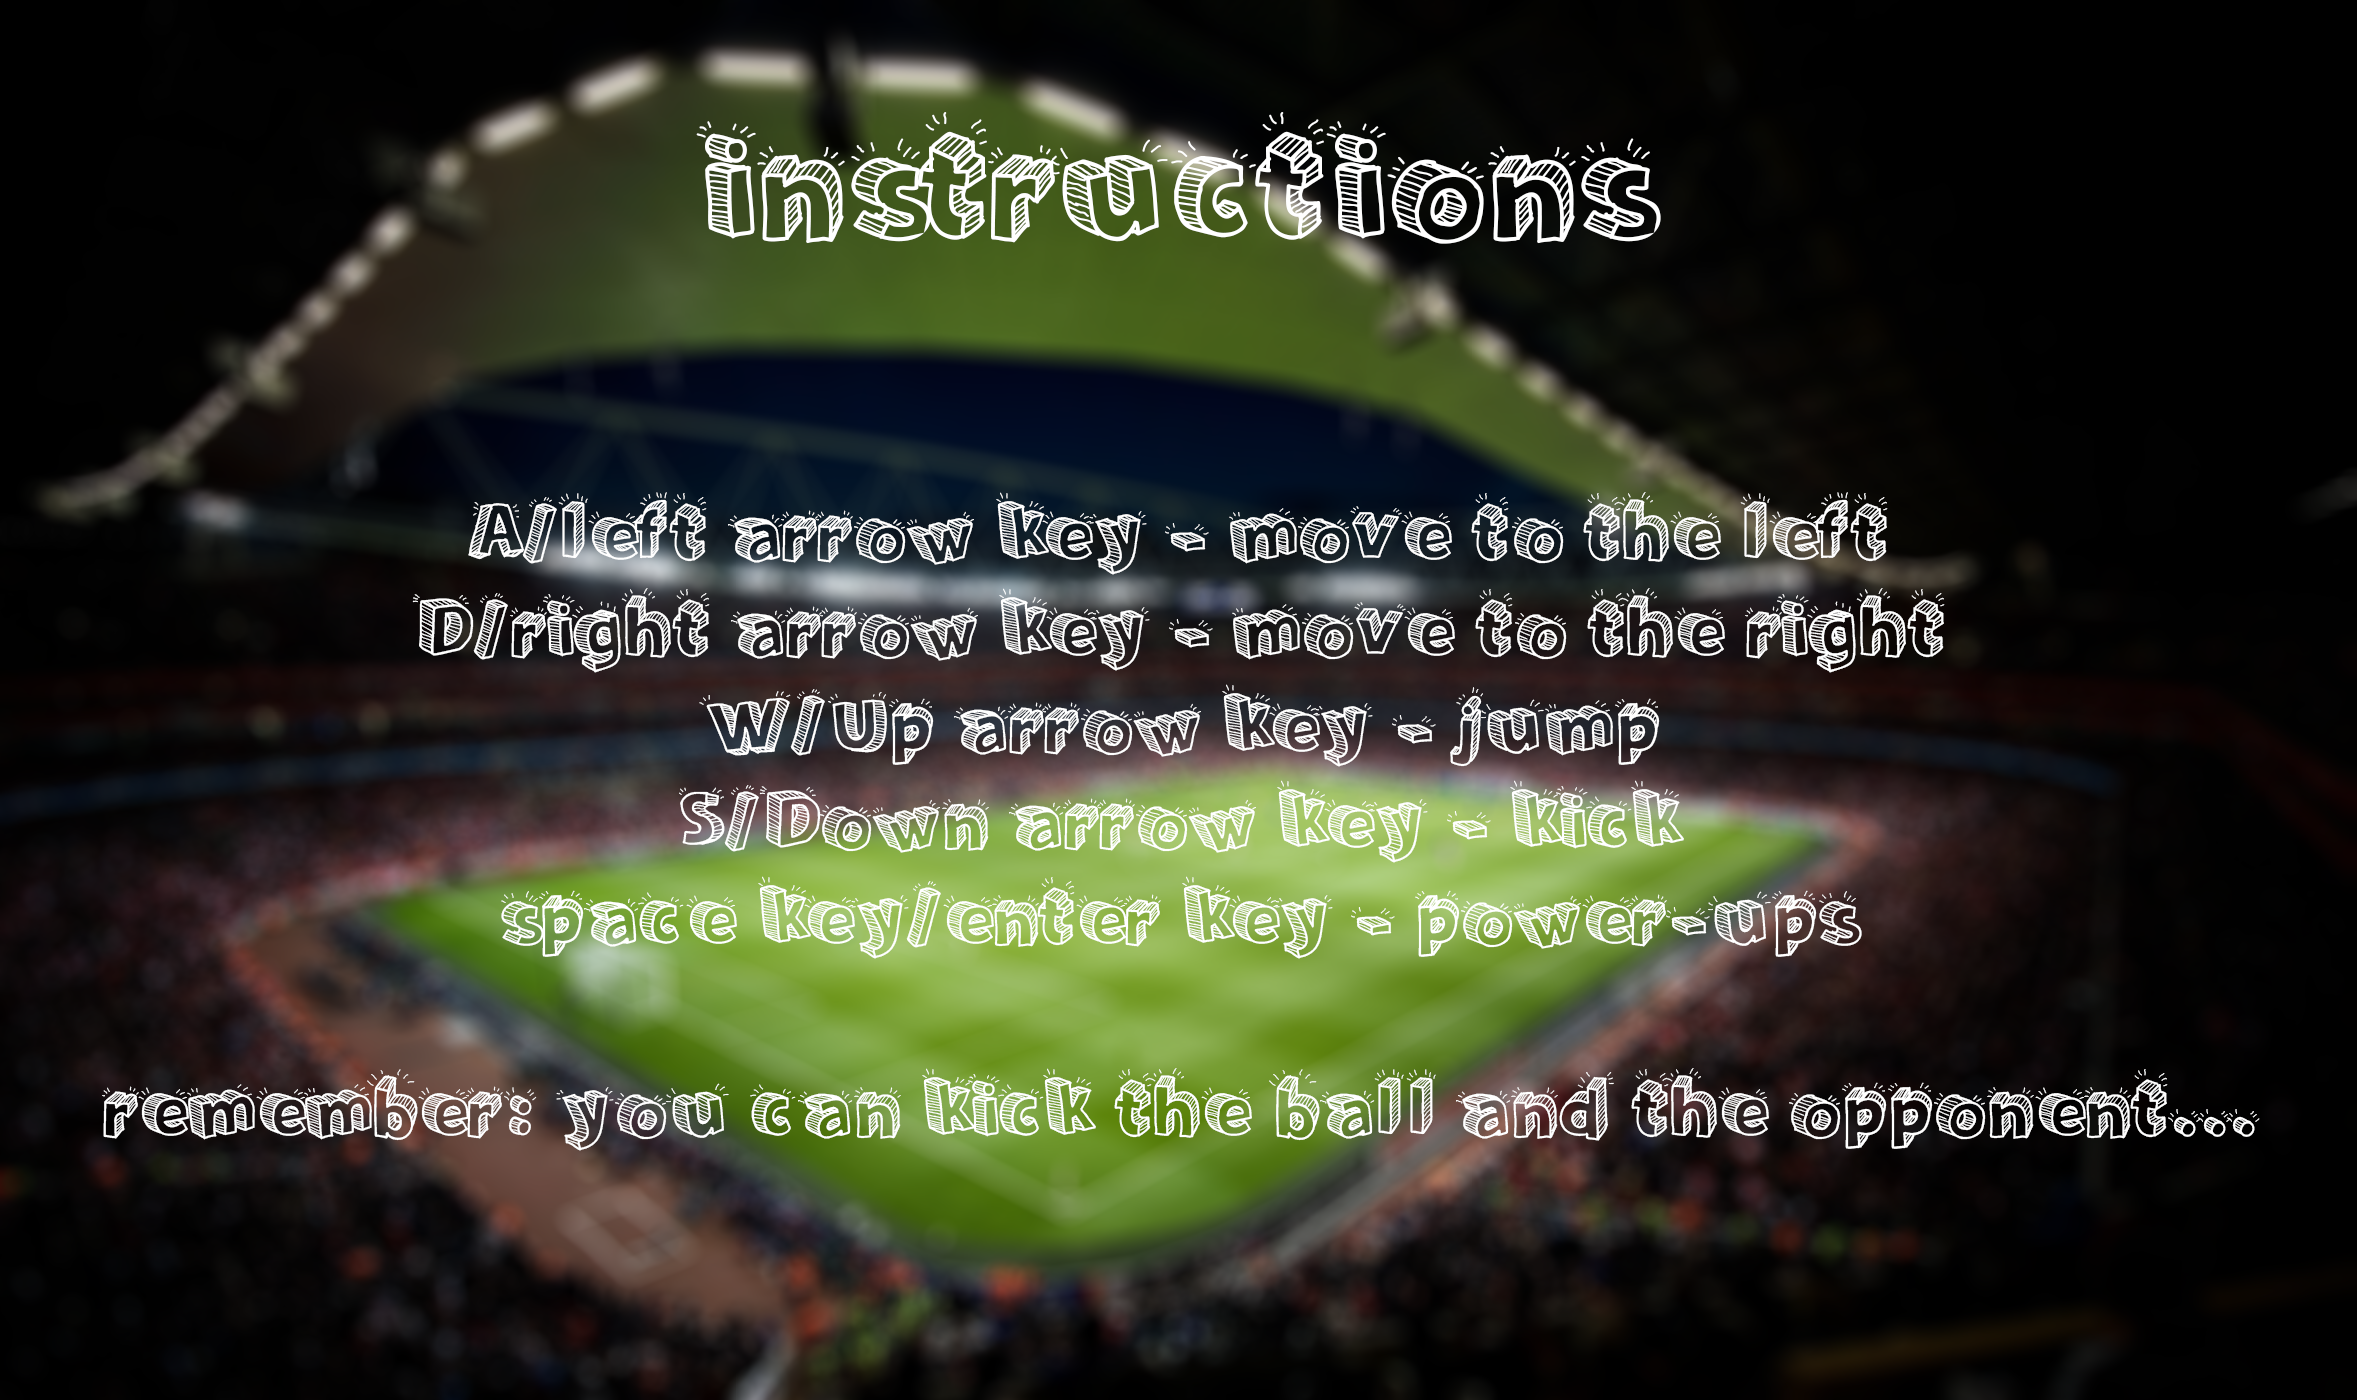 instructions
A/left arrow key - move to the left
D/right arrow key - move to the right
W/Up arrow key - jump
S/Down arrow key - kick
space key/enter key - power-ups
remember: you can kick the ball and the opponent...